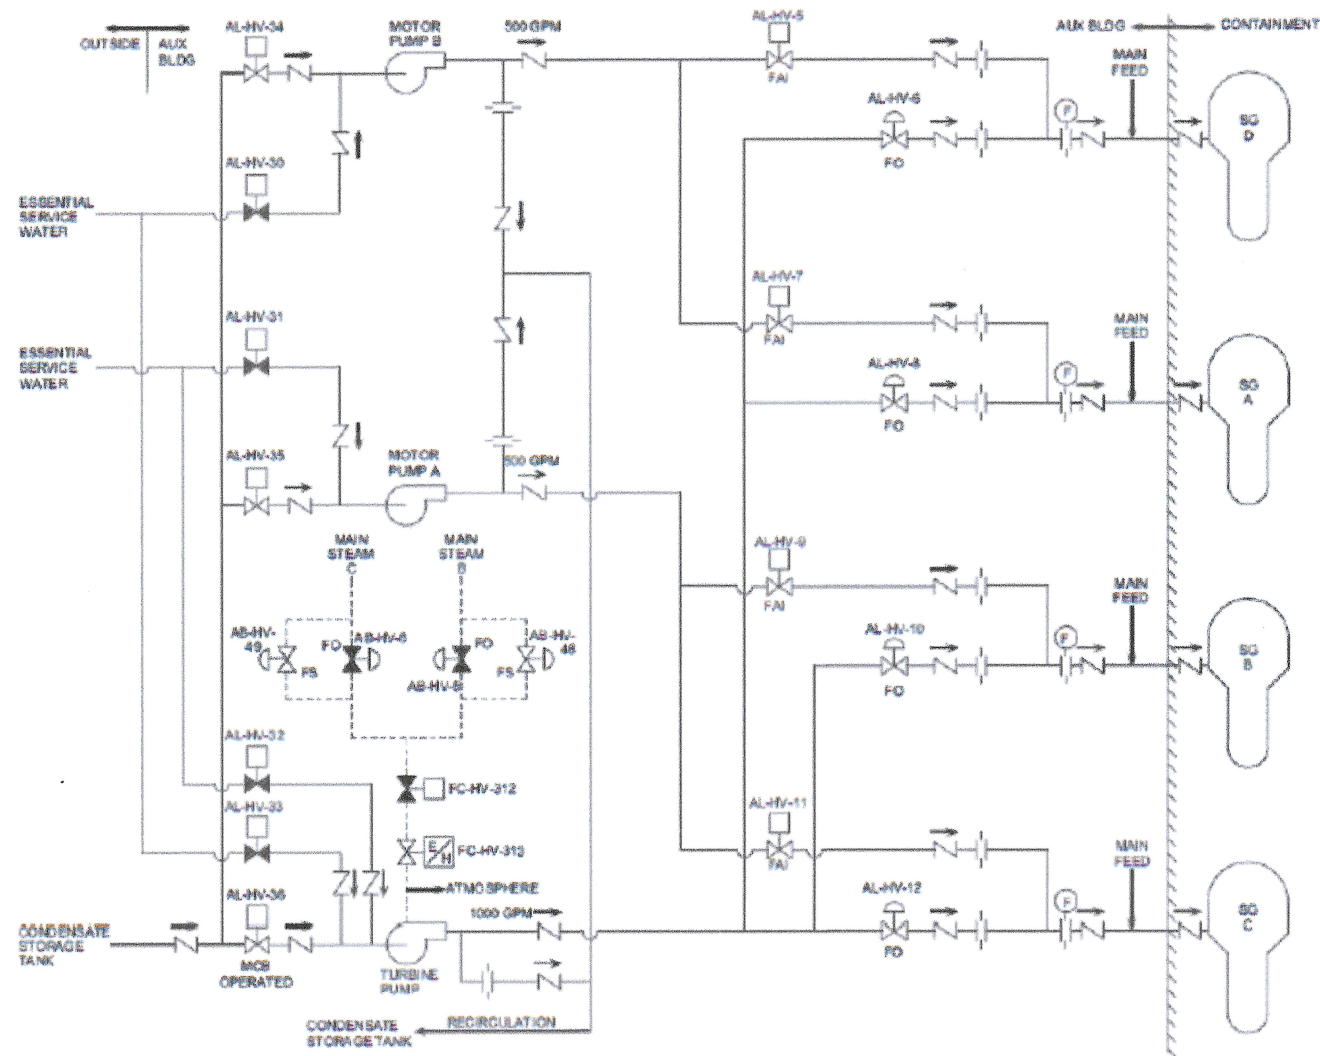 AL-HV-34
MOTOR
PUMP B
500 GPM
AL-HV-5
FAI
AUX BLDG
CONTAINMENT
OUTSIDE
AUX
BLDG
MAIN
FEED
AL-HV-6
FO
F
SG
D
AL-HV-30
ESSENTIAL
SERVICE
WATER
AL-HV-7
FAI
AL-HV-31
MAIN
FEED
ESSENTIAL
SERVICE
WATER
AL-HV-8
FO
F
SG
A
AL-HV-35
MOTOR
PUMP A
500 GPM
MAIN
STEAM
C
MAIN
STEAM
B
AL-HV-9
FAI
MAIN
FEED
AB-HV-
49
FS
FO
AB-HV-6
FO
AB-HV-5
AB-HV-
48
FS
AL-HV-10
FO
F
SG
B
AL-HV-32
FC-HV-312
AL-HV-33
AL-HV-11
FAI
E/H
FC-HV-313
MAIN
FEED
ATMOSPHERE
AL-HV-36
1000 GPM
AL-HV-12
FO
F
SG
C
CONDENSATE
STORAGE
TANK
MCB
OPERATED
TURBINE
PUMP
RECIRCULATION
CONDENSATE
STORAGE TANK